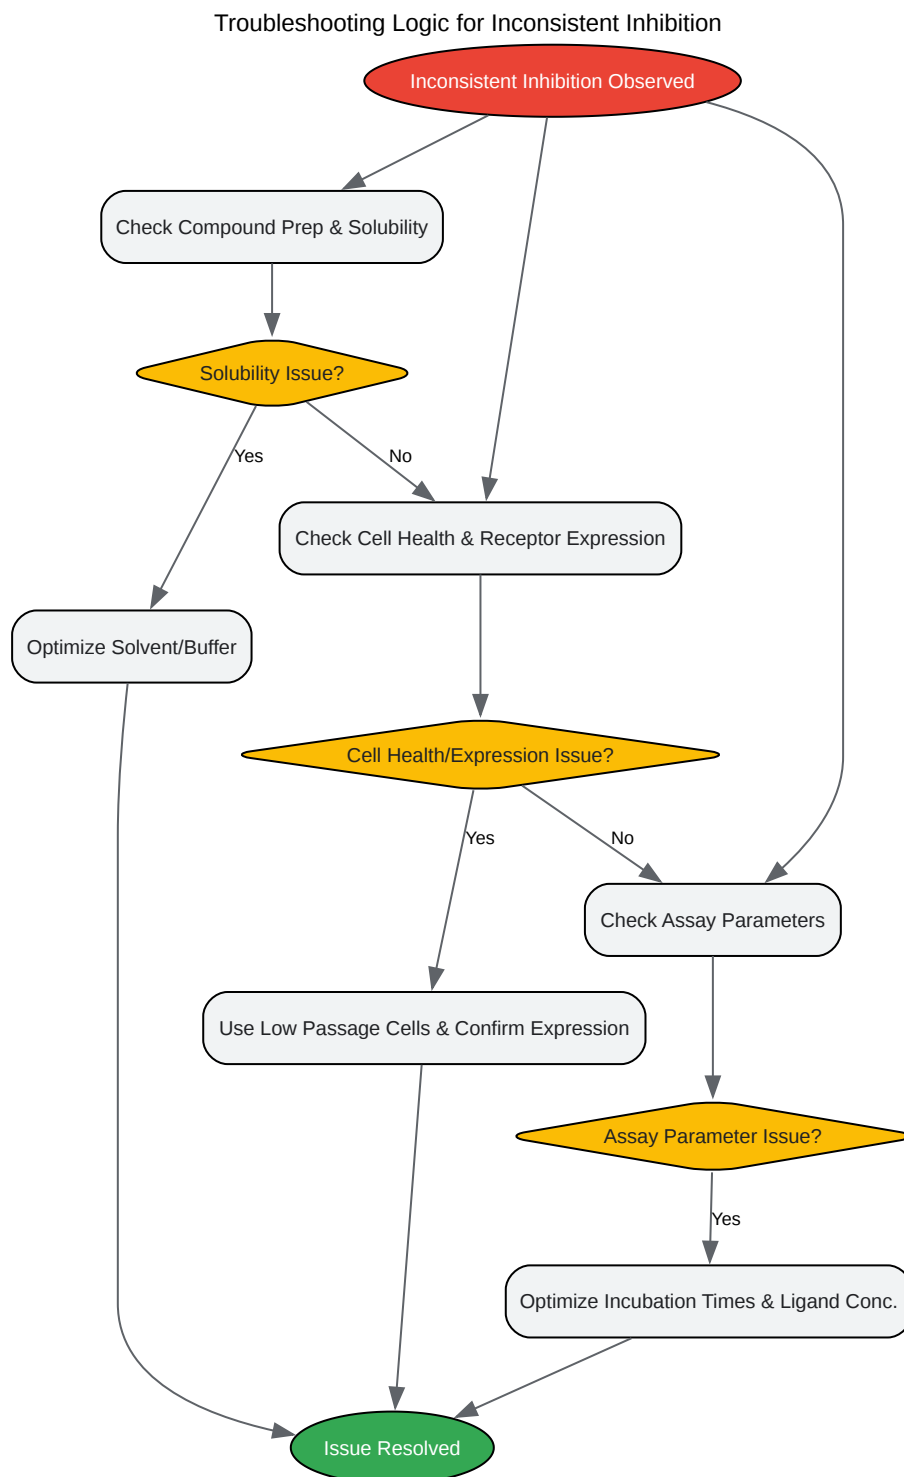 Troubleshooting Logic for Inconsistent Inhibition
Inconsistent Inhibition Observed
Check Compound Prep & Solubility
Solubility Issue?
Yes
No
Check Cell Health & Receptor Expression
Optimize Solvent/Buffer
Cell Health/Expression Issue?
Yes
No
Check Assay Parameters
Use Low Passage Cells & Confirm Expression
Assay Parameter Issue?
Yes
Optimize Incubation Times & Ligand Conc.
Issue Resolved